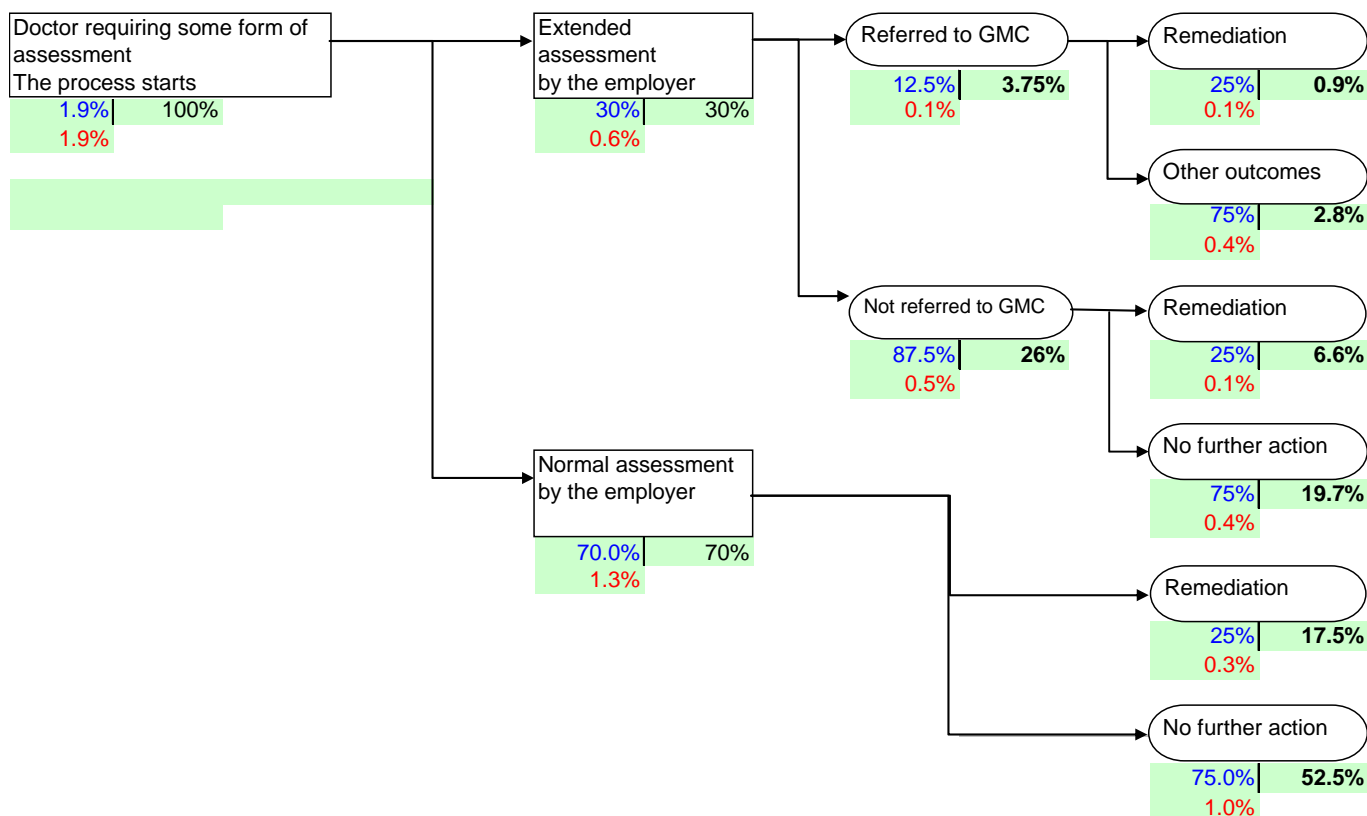 Doctor requiring some form of
assessment
The process starts
1.9% 100%
1.9%
Extended
assessment
by the employer
30% 30%
0.6%
Referred to GMC
12.5% 3.75%
0.1%
Remediation
25% 0.9%
0.1%
Other outcomes
75% 2.8%
0.4%
Not referred to GMC
87.5% 26%
0.5%
Remediation
25% 6.6%
0.1%
No further action
75% 19.7%
0.4%
Normal assessment
by the employer
70.0% 70%
1.3%
Remediation
25% 17.5%
0.3%
No further action
75.0% 52.5%
1.0%